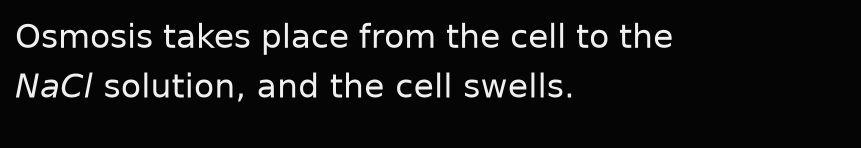 Osmosis takes place from the cell to the
NaCl solution, and the cell swells.